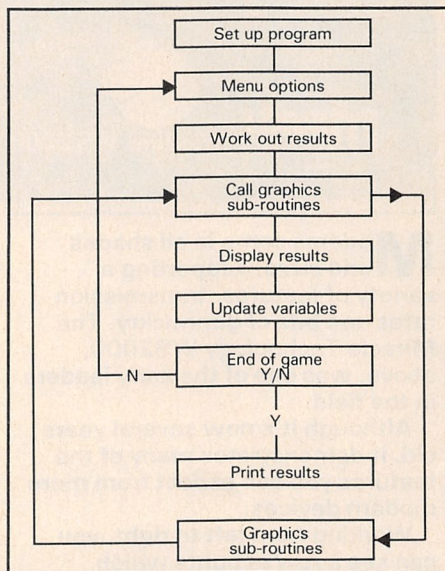 Set up program
Menu options
Work out results
Call graphics
sub-routines
Display results
Update variables
End of game
Y/Ñ
N
Y
Print results
Graphics
sub-routines